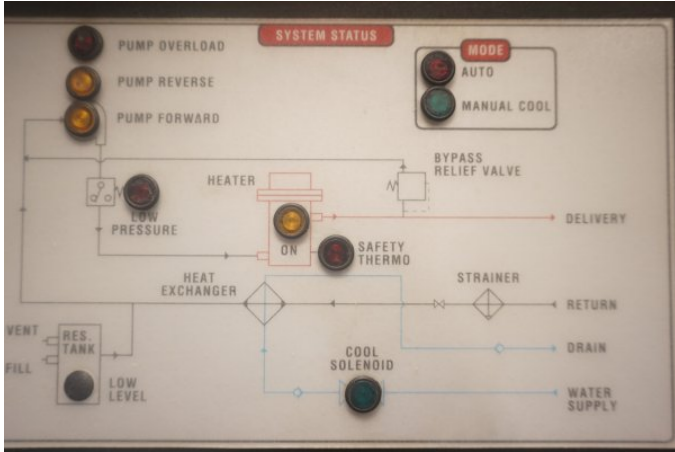 SYSTEM STATUS
PUMP OVERLOAD
PUMP REVERSE
PUMP FORWARD
MODE
AUTO
MANUAL COOL
BYPASS
RELIEF VALVE
HEATER
LOW
PRESSURE
DELIVERY
ON
SAFETY
THERMO
HEAT
EXCHANGER
STRAINER
RETURN
VENT
RES.
TANK
FILL
DRAIN
COOL
SOLENOID
LOW
LEVEL
WATER
SUPPLY